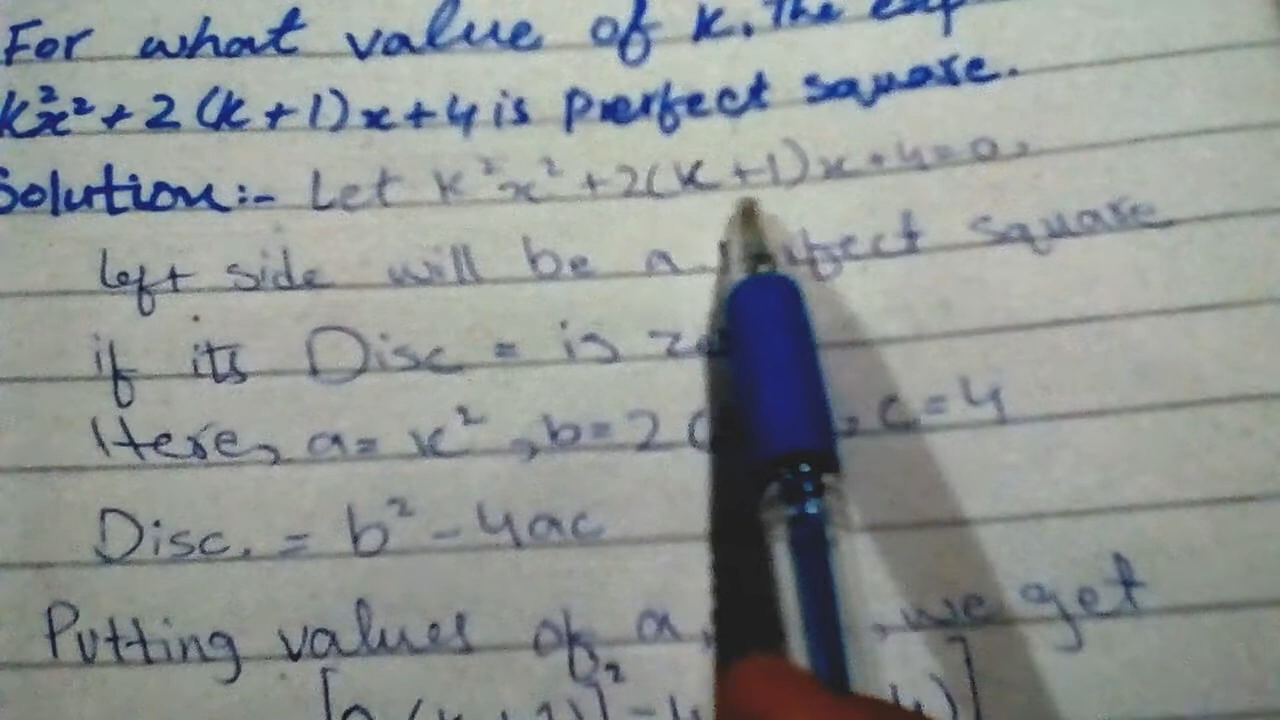 For what value of k. The exp
k²x² + 2(k+1)x+4 is perfect square.
Solution:- Let k²x² + 2(k+1)x+4=0.
left side will be a square
if its Disc = is
Here, a= k², b= 2 ( , c=4
Disc. = b² - 4ac
Putting values of a, , we get